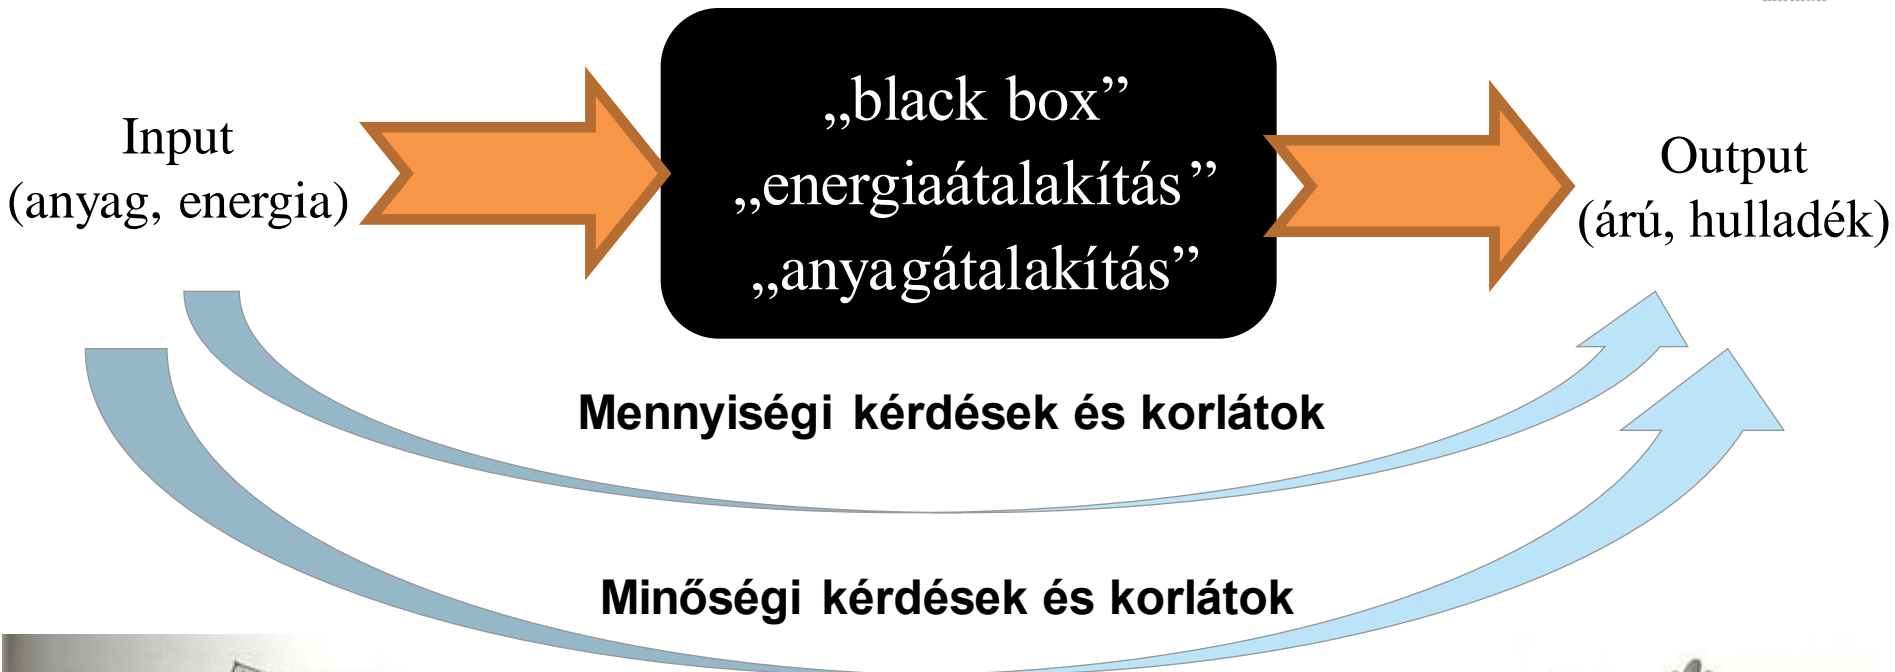 Input
(anyag, energia)
„black box”
„energiaátalakítás”
„anyagátalakítás”
Output
(árú, hulladék)
Mennyiségi kérdések és korlátok
Minőségi kérdések és korlátok